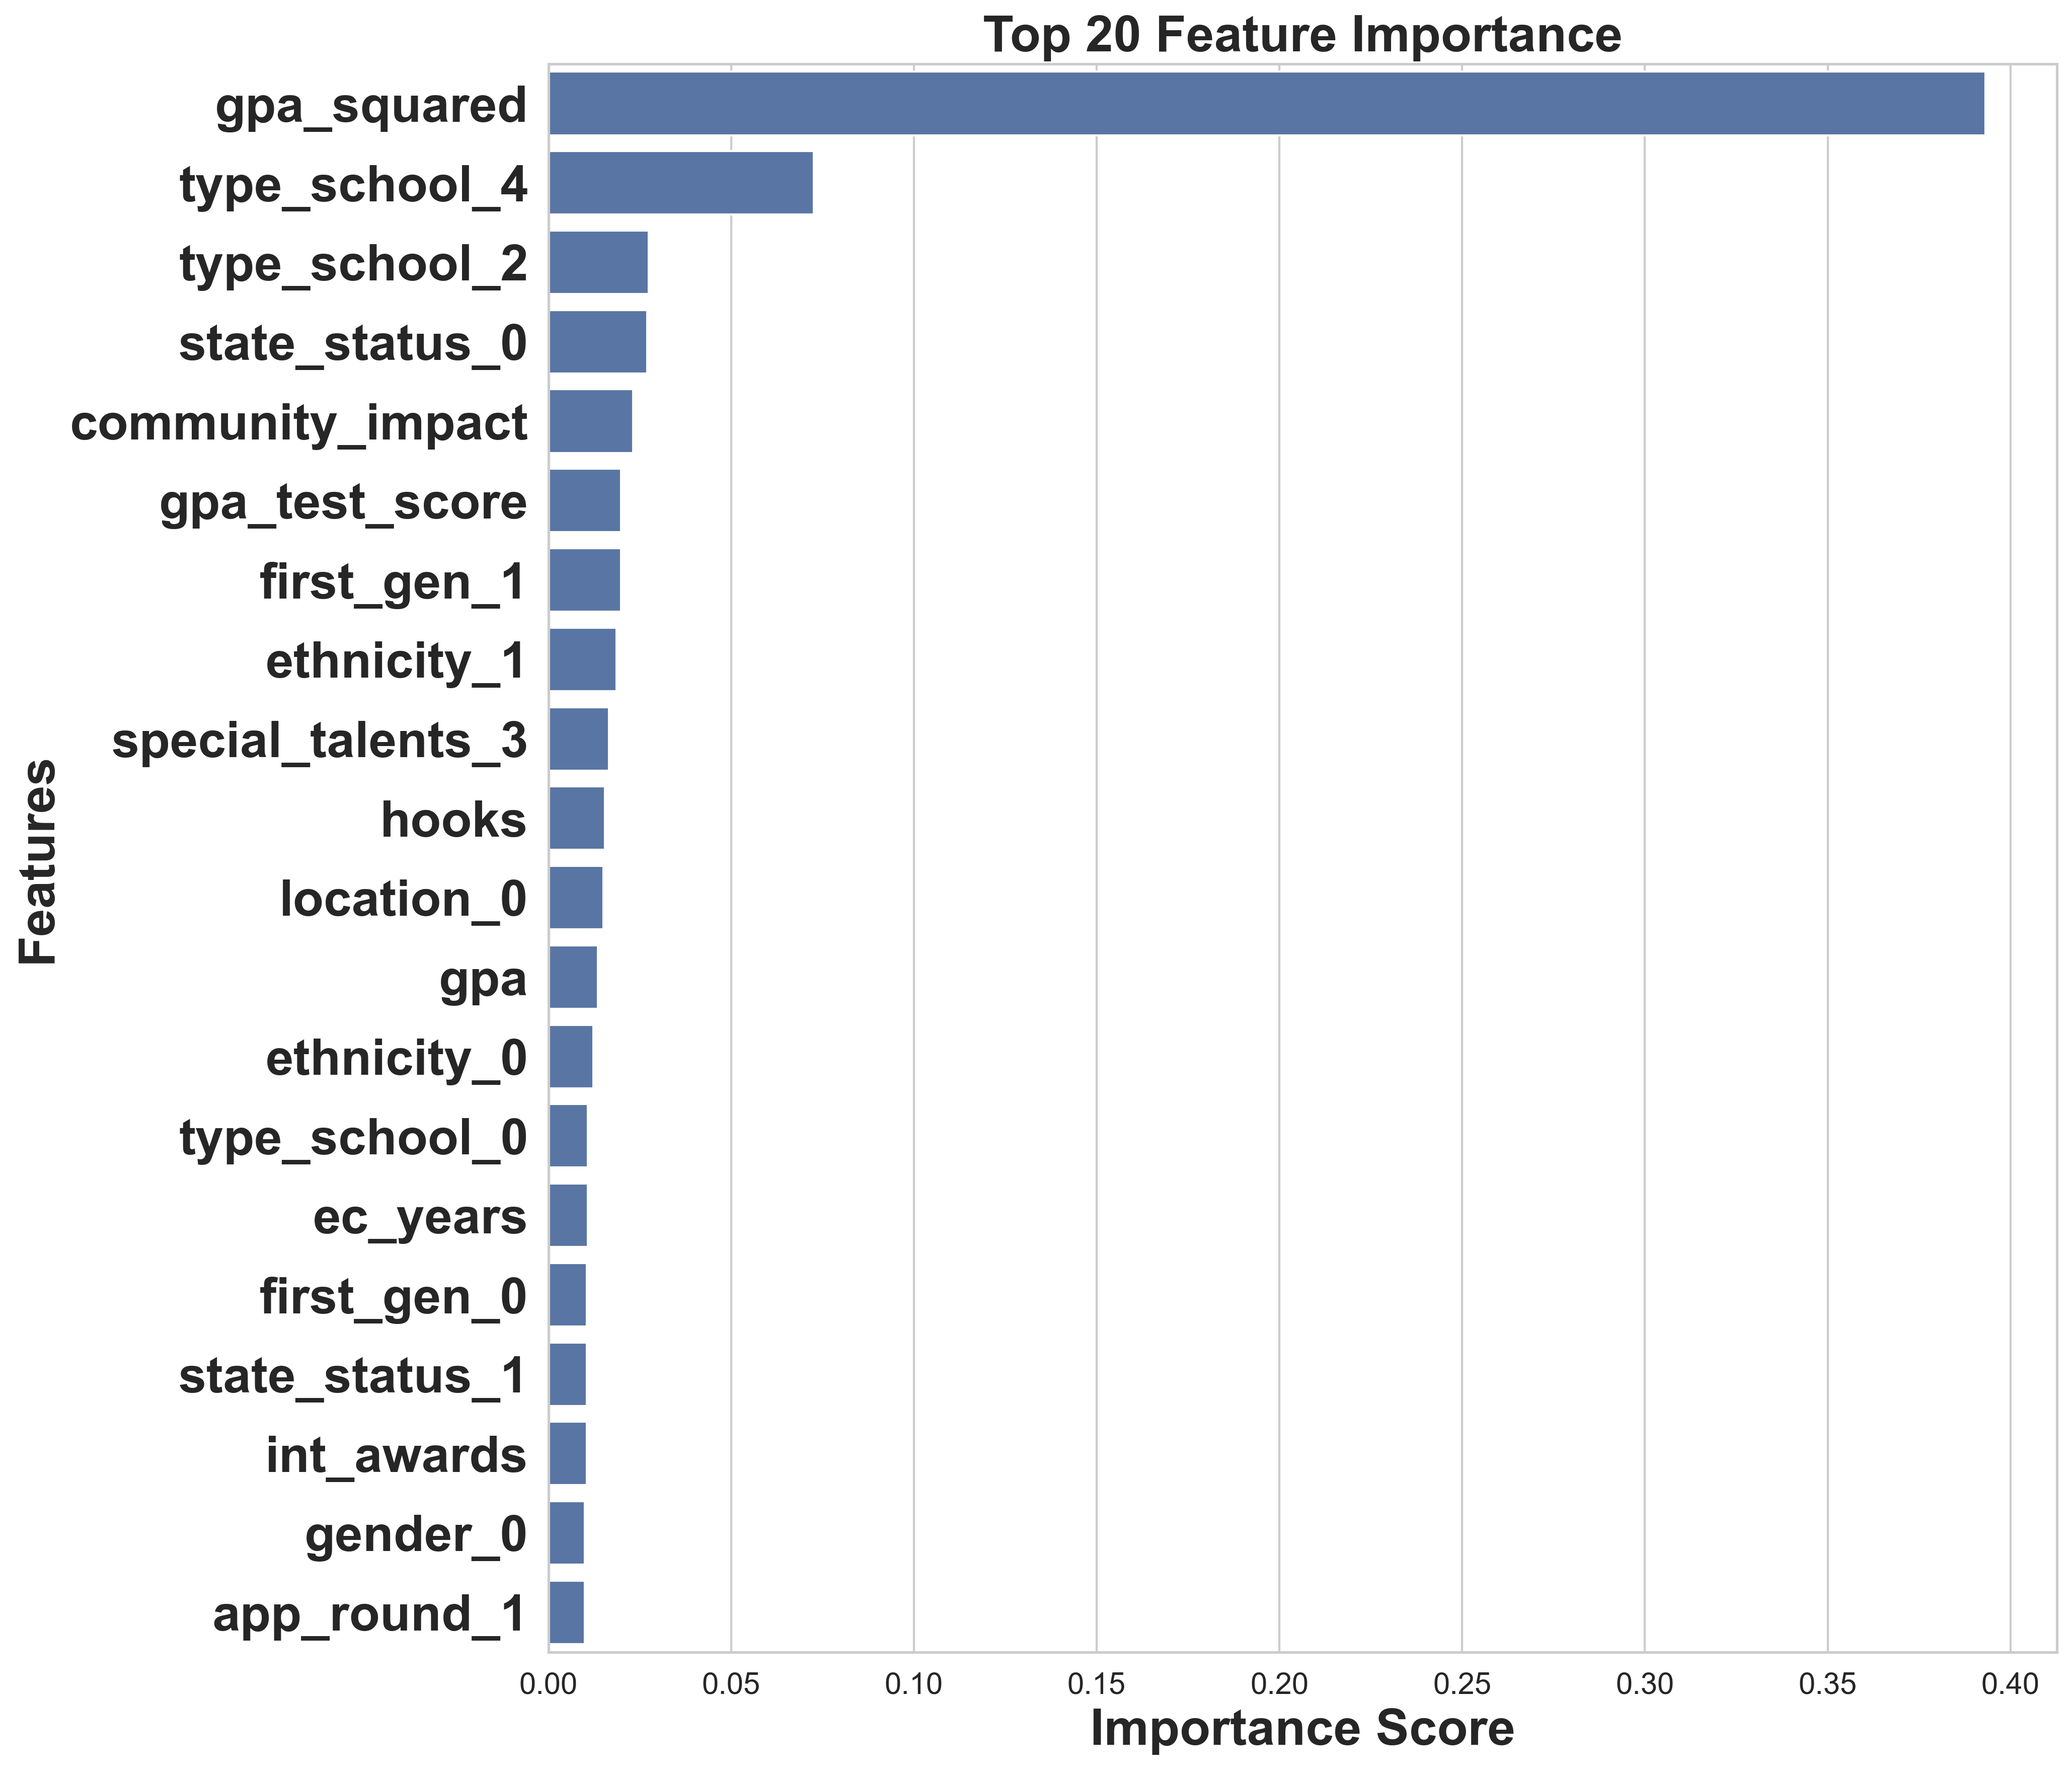 Top 20 Feature Importance
gpa_squared
type_school_4
type_school_2
state_status_0
community_impact
gpa_test_score
first_gen_1
ethnicity_1
special_talents_3
hooks
location_0
gpa
ethnicity_0
type_school_0
ec_years
first_gen_0
state_status_1
int_awards
gender_0
app_round_1
Features
0.00 0.05 0.10 0.15 0.20 0.25 0.30 0.35 0.40
Importance Score